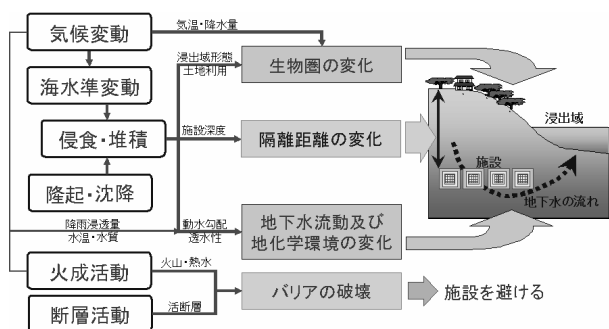 気候変動
気温・降水量
海水準変動
浸出域形態
土地利用
生物圏の変化
侵食・堆積
施設深度
隔離距離の変化
隆起・沈降
降雨浸透量
水温・水質
動水勾配
透水性
地下水流動及び
地化学環境の変化
火成活動
火山・熱水
断層活動
活断層
バリアの破壊
施設を避ける
浸出域
施設
地下水の流れ